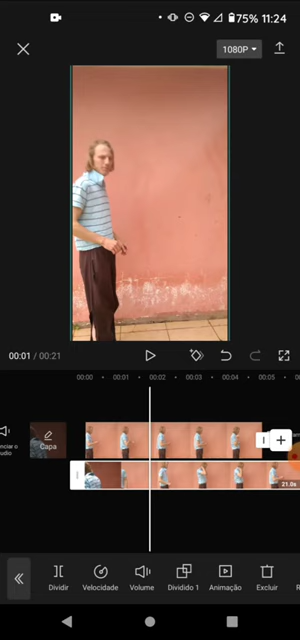 75% 11:24
1080P
00:01 / 00:21
00:00 00:01 00:02 00:03 00:04 00:05
Capa
21.0s
Dividir Velocidade Volume Dividido 1 Animação Excluir